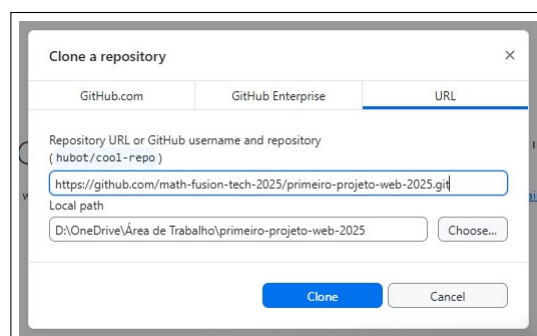 Clone a repository
GitHub.com
GitHub Enterprise
URL
Repository URL or GitHub username and repository
( hubot/cool-repo )
https://github.com/math-fusion-tech-2025/primeiro-projeto-web-2025.git
Local path
D:\OneDrive\Área de Trabalho\primeiro-projeto-web-2025
Choose...
Clone
Cancel